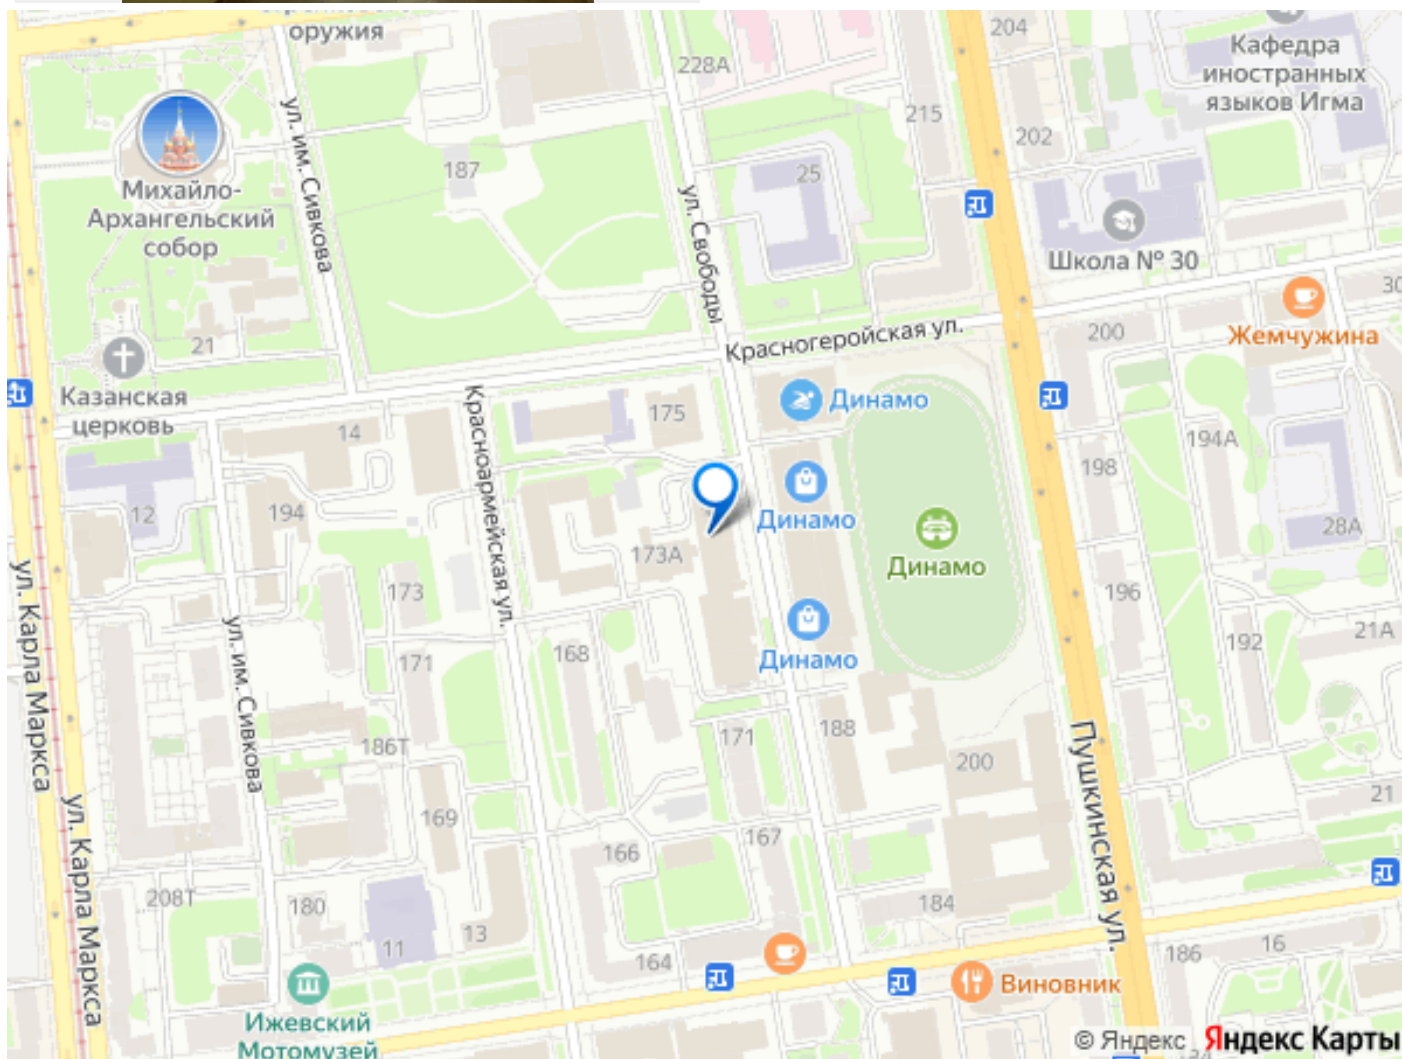 оружия
204
Кафедра
иностранных
языков Игма
228А
215
202
187
25
Михайло-
Архангельский
собор
ул. им. Сивкова
ул. Свободы
Школа № 30
30
Жемчужина
200
Красногеройская ул.
21
Казанская
церковь
Красноармейская ул.
175
Динамо
14
194А
198
12
194
Динамо
28А
173А
Динамо
173
196
ул. Карла Маркса
ул. им. Сивкова
171
168
Динамо
192
21А
186Т
171
188
200
Пушкинская ул.
21
ул. Карла Маркса
169
166
167
208Т
180
11
13
164
184
186
16
Виновник
Ижевский
Мотомузей
© Яндекс Яндекс Карты